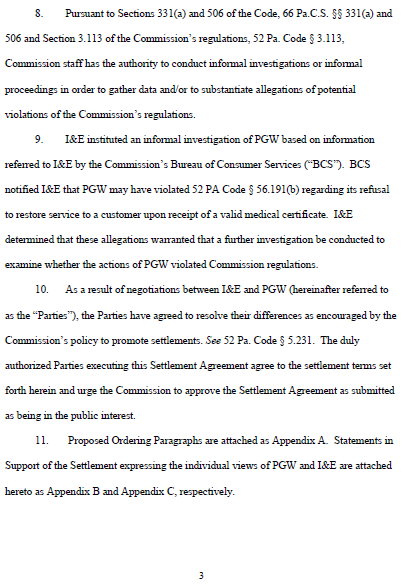 8. Pursuant to Sections 331(a) and 506 of the Code, 66 Pa.C.S. §§ 331(a) and
506 and Section 3.113 of the Commission's regulations, 52 Pa. Code § 3.113,
Commission staff has the authority to conduct informal investigations or informal
proceedings in order to gather data and/or to substantiate allegations of potential
violations of the Commission's regulations.
9. I&E instituted an informal investigation of PGW based on information
referred to I&E by the Commission's Bureau of Consumer Services ("BCS"). BCS
notified I&E that PGW may have violated 52 PA Code § 56.191(b) regarding its refusal
to restore service to a customer upon receipt of a valid medical certificate. I&E
determined that these allegations warranted that a further investigation be conducted to
examine whether the actions of PGW violated Commission regulations.
10. As a result of negotiations between I&E and PGW (hereinafter referred to
as the "Parties"), the Parties have agreed to resolve their differences as encouraged by the
Commission's policy to promote settlements. See 52 Pa. Code § 5.231. The duly
authorized Parties executing this Settlement Agreement agree to the settlement terms set
forth herein and urge the Commission to approve the Settlement Agreement as submitted
as being in the public interest.
11. Proposed Ordering Paragraphs are attached as Appendix A. Statements in
Support of the Settlement expressing the individual views of PGW and I&E are attached
hereto as Appendix B and Appendix C, respectively.
3